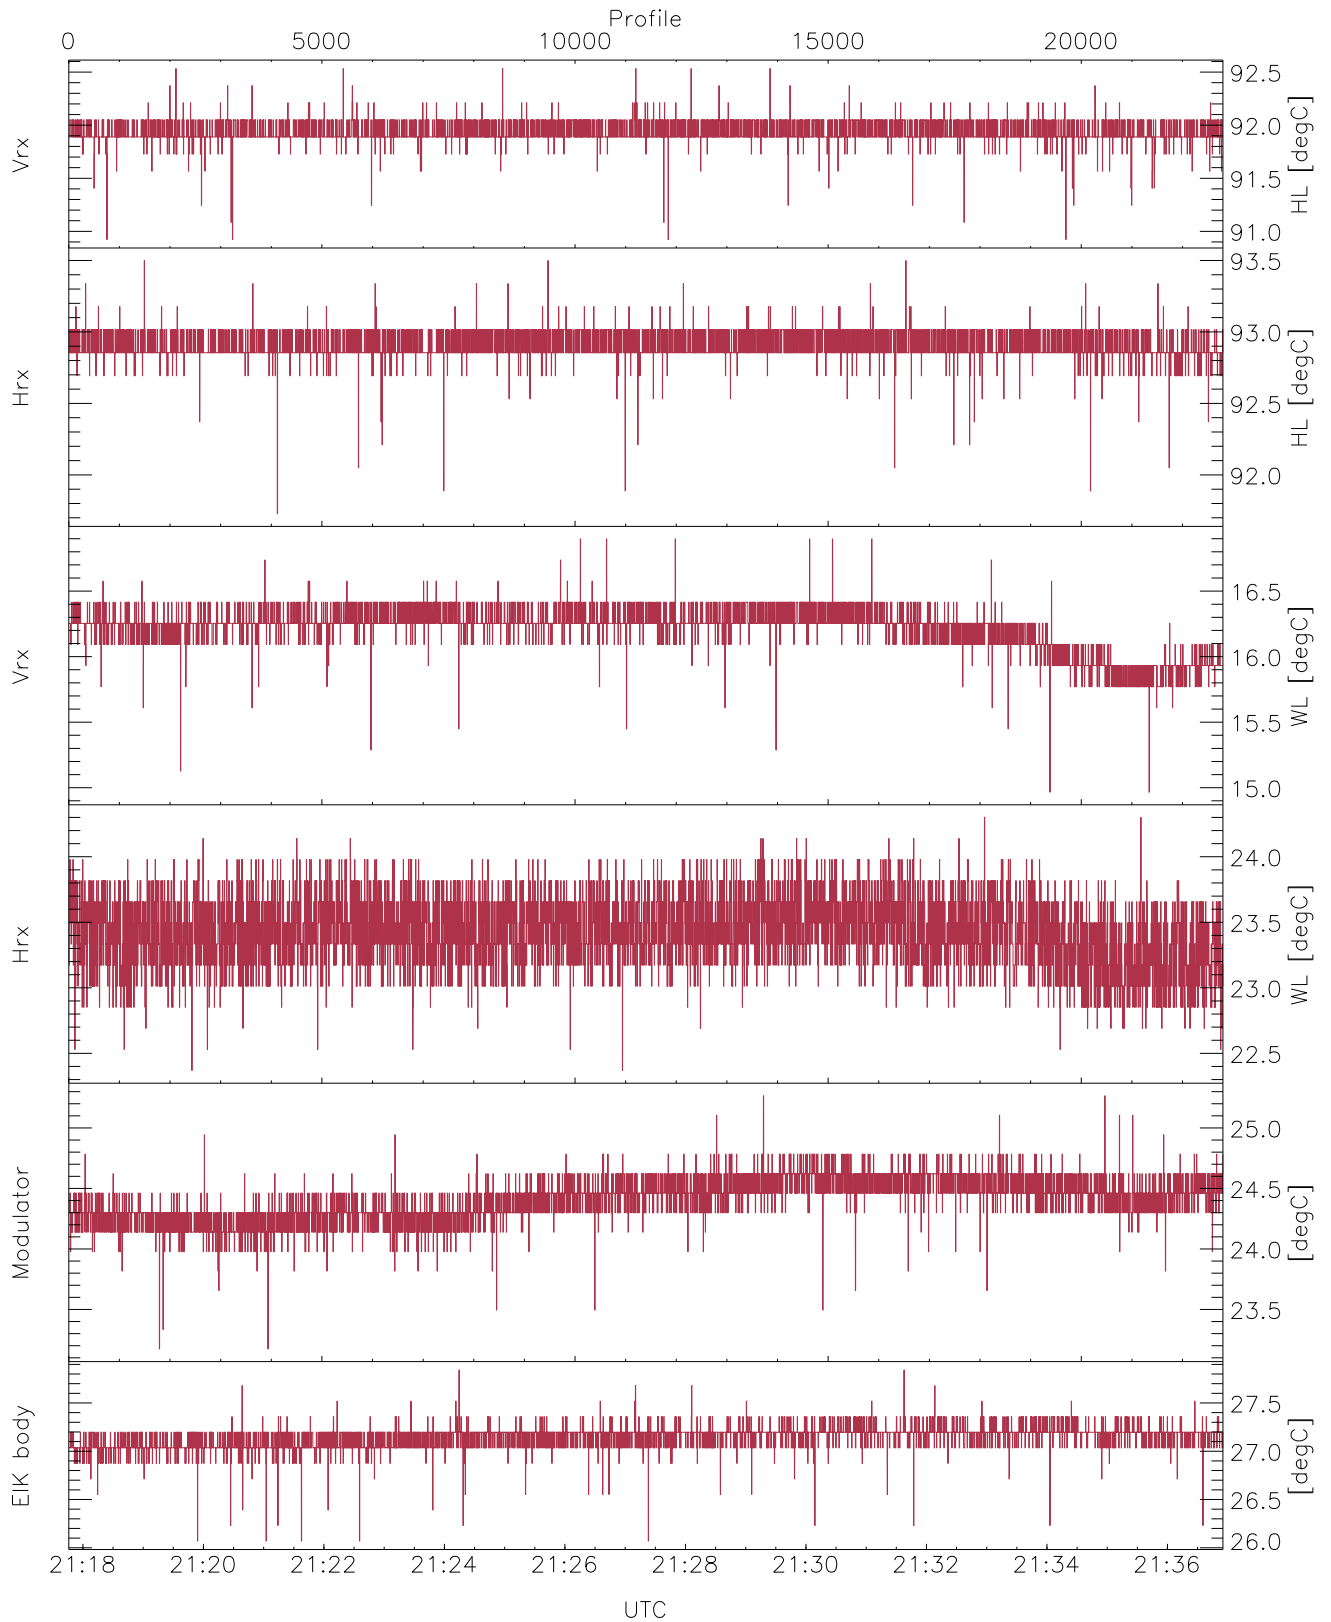 Profile
0 5000 10000 15000 20000
Vrx
92.5
92.0
91.5
91.0
HL [degC]
Hrx
93.5
93.0
92.5
92.0
HL [degC]
Vrx
16.5
16.0
15.5
15.0
WL [degC]
Hrx
24.0
23.5
23.0
22.5
WL [degC]
Modulator
25.0
24.5
24.0
23.5
[degC]
EIK body
27.5
27.0
26.5
26.0
[degC]
21:18 21:20 21:22 21:24 21:26 21:28 21:30 21:32 21:34 21:36
UTC